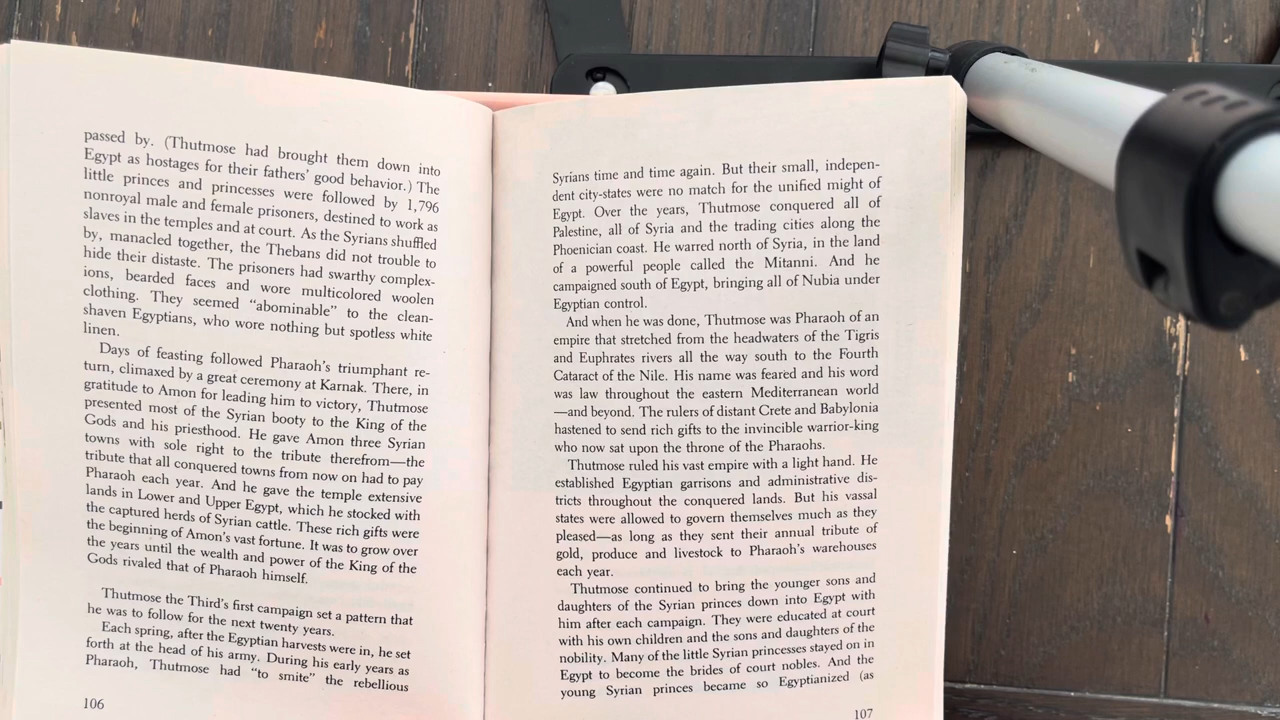 passed by. (Thutmose had brought them down into
Egypt as hostages for their fathers' good behavior.) The
little princes and princesses were followed by 1,796
nonroyal male and female prisoners, destined to work as
slaves in the temples and at court. As the Syrians shuffled
by, manacled together, the Thebans did not trouble to
hide their distaste. The prisoners had swarthy complex-
ions, bearded faces and wore multicolored woolen
clothing. They seemed “abominable” to the clean-
shaven Egyptians, who wore nothing but spotless white
linen.
Days of feasting followed Pharaoh's triumphant re-
turn, climaxed by a great ceremony at Karnak. There, in
gratitude to Amon for leading him to victory, Thutmose
presented most of the Syrian booty to the King of the
Gods and his priesthood. He gave Amon three Syrian
towns with sole right to the tribute therefrom—the
tribute that all conquered towns from now on had to pay
Pharaoh each year. And he gave the temple extensive
lands in Lower and Upper Egypt, which he stocked with
the captured herds of Syrian cattle. These rich gifts were
the beginning of Amon's vast fortune. It was to grow over
the years until the wealth and power of the King of the
Gods rivaled that of Pharaoh himself.
Thutmose the Third's first campaign set a pattern that
he was to follow for the next twenty years.
Each spring, after the Egyptian harvests were in, he set
forth at the head of his army. During his early years as
Pharaoh, Thutmose had “to smite” the rebellious
106
Syrians time and time again. But their small, indepen-
dent city-states were no match for the unified might of
Egypt. Over the years, Thutmose conquered all of
Palestine, all of Syria and the trading cities along the
Phoenician coast. He warred north of Syria, in the land
of a powerful people called the Mitanni. And he
campaigned south of Egypt, bringing all of Nubia under
Egyptian control.
And when he was done, Thutmose was Pharaoh of an
empire that stretched from the headwaters of the Tigris
and Euphrates rivers all the way south to the Fourth
Cataract of the Nile. His name was feared and his word
was law throughout the eastern Mediterranean world
—and beyond. The rulers of distant Crete and Babylonia
hastened to send rich gifts to the invincible warrior-king
who now sat upon the throne of the Pharaohs.
Thutmose ruled his vast empire with a light hand. He
established Egyptian garrisons and administrative dis-
tricts throughout the conquered lands. But his vassal
states were allowed to govern themselves much as they
pleased—as long as they sent their annual tribute of
gold, produce and livestock to Pharaoh's warehouses
each year.
Thutmose continued to bring the younger sons and
daughters of the Syrian princes down into Egypt with
him after each campaign. They were educated at court
with his own children and the sons and daughters of the
nobility. Many of the little Syrian princesses stayed on in
Egypt to become the brides of court nobles. And the
young Syrian princes became so Egyptianized (as
107